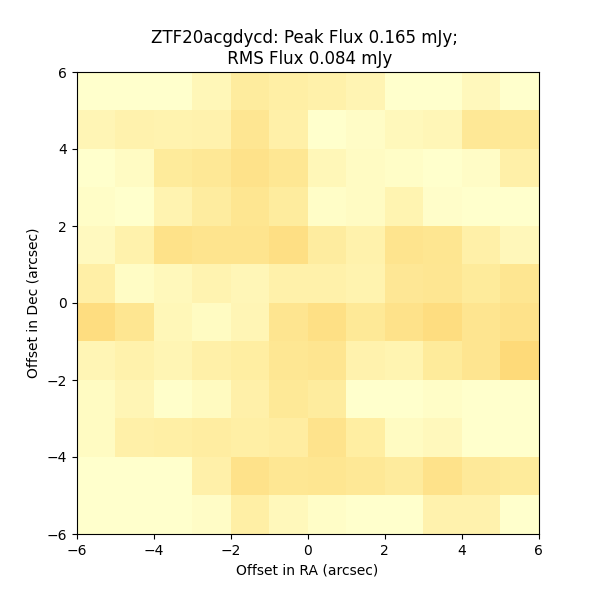 ZTF20acgdycd: Peak Flux 0.165 mJy;
RMS Flux 0.084 mJy
6
4
2
0
−2
−4
−6
Offset in Dec (arcsec)
−6 −4 −2 0 2 4 6
Offset in RA (arcsec)